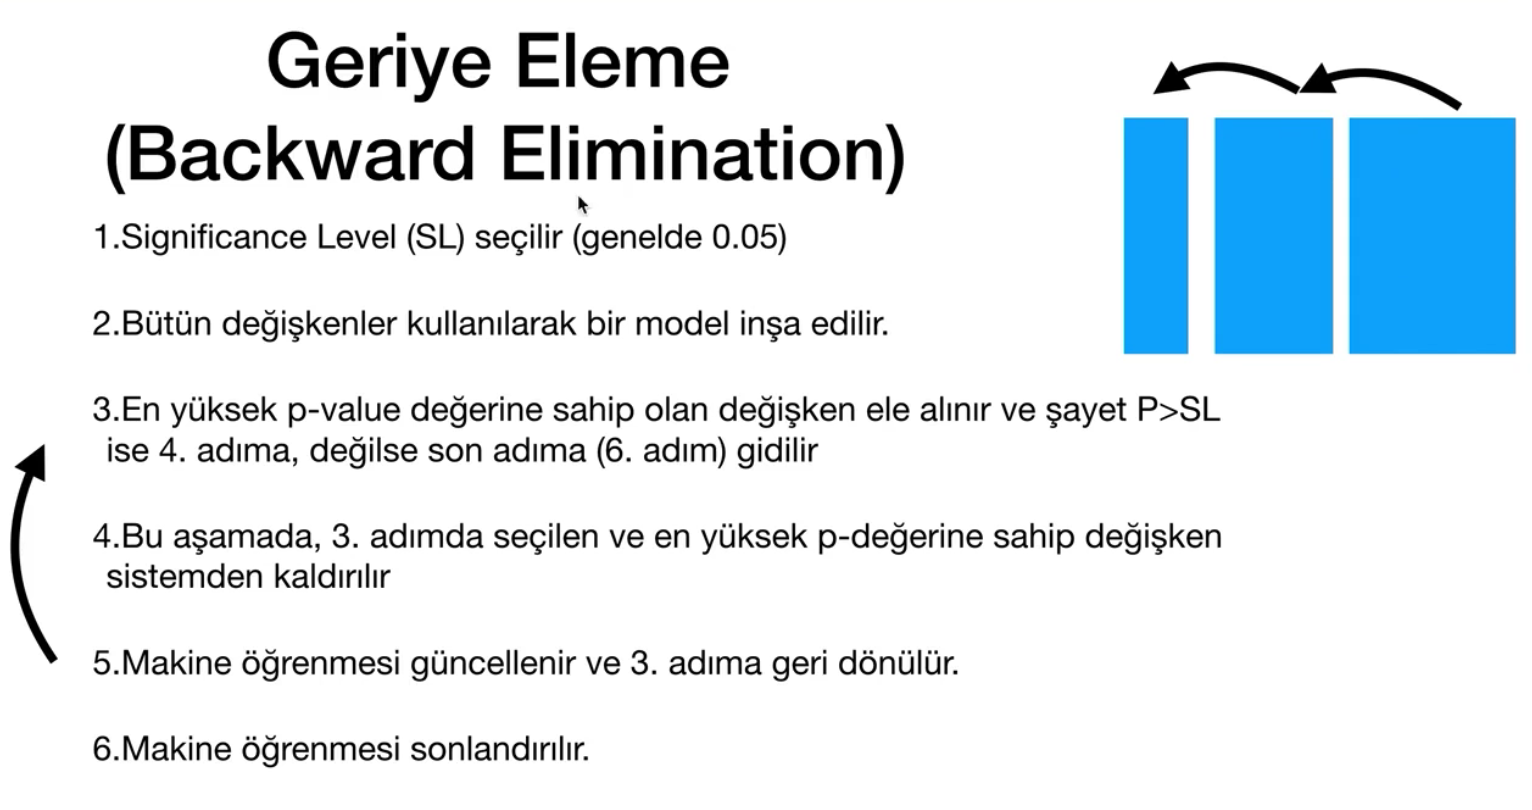 Geriye Eleme
(Backward Elimination)
1.Significance Level (SL) seçilir (genelde 0.05)
2.Bütün değişkenler kullanılarak bir model inşa edilir.
3.En yüksek p-value değerine sahip olan değişken ele alınır ve şayet P>SL
ise 4. adıma, değilse son adıma (6. adım) gidilir
4.Bu aşamada, 3. adımda seçilen ve en yüksek p-değerine sahip değişken
sistemden kaldırılır
5.Makine öğrenmesi güncellenir ve 3. adıma geri dönülür.
6.Makine öğrenmesi sonlandırılır.